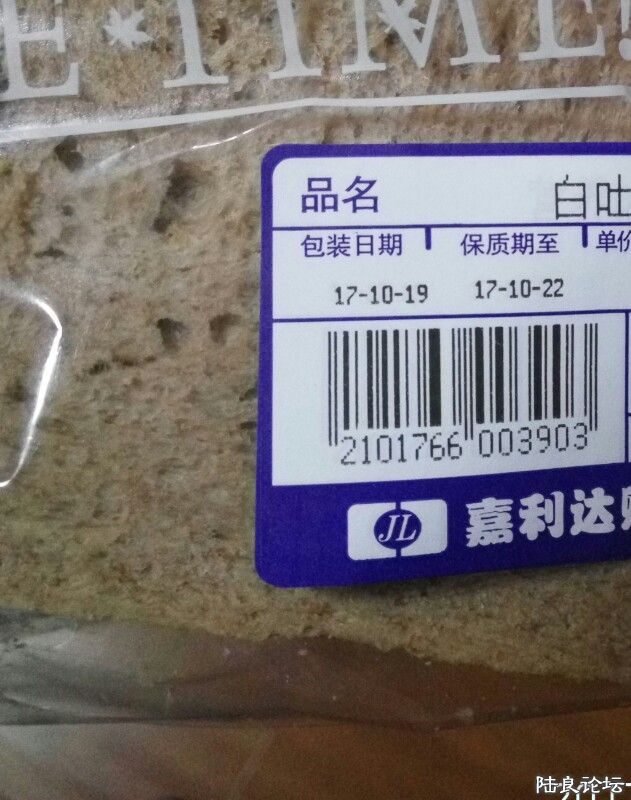 E TIME!
品名 白吐
包装日期 保质期至 单价
17-10-19 17-10-22
2101766 003903
JL 嘉利达购
陆良论坛